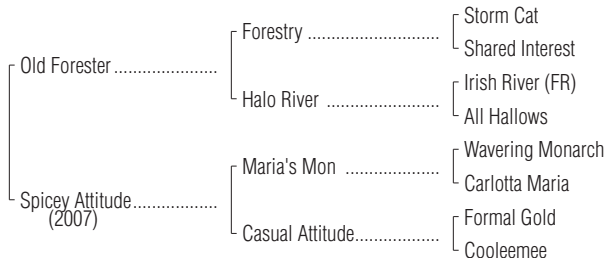 Storm Cat
Forestry ........................
Shared Interest
Old Forester .....................
Irish River (FR)
Halo River .......................
All Hallows
Wavering Monarch
Maria's Mon ...................
Carlotta Maria
Spicey Attitude.................
(2007)
Formal Gold
Casual Attitude.................
Cooleemee